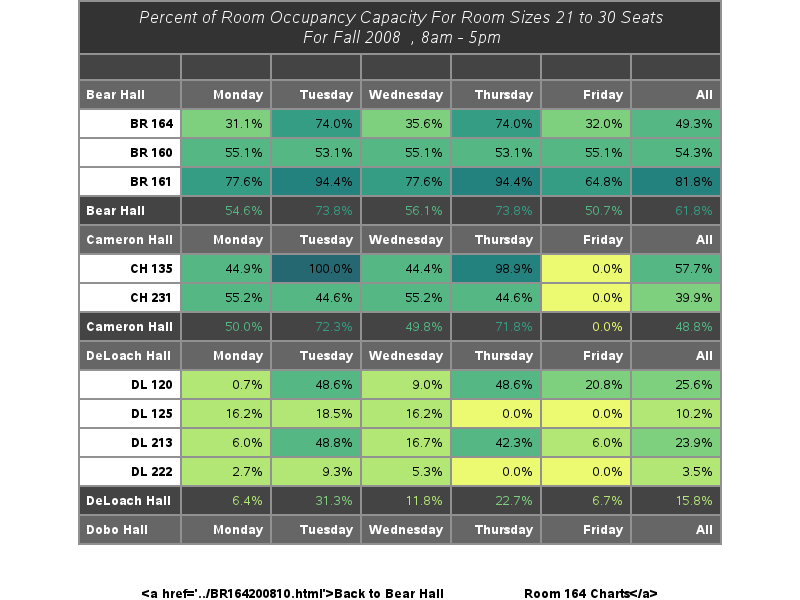 Percent of Room Occupancy Capacity For Room Sizes 21 to 30 Seats
For Fall 2008 , 8am - 5pm
Bear Hall Monday Tuesday Wednesday Thursday Friday All
BR 164 31.1% 74.0% 35.6% 74.0% 32.0% 49.3%
BR 160 55.1% 53.1% 55.1% 53.1% 55.1% 54.3%
BR 161 77.6% 94.4% 77.6% 94.4% 64.8% 81.8%
Bear Hall 54.6% 73.8% 56.1% 73.8% 50.7% 61.8%
Cameron Hall Monday Tuesday Wednesday Thursday Friday All
CH 135 44.9% 100.0% 44.4% 98.9% 0.0% 57.7%
CH 231 55.2% 44.6% 55.2% 44.6% 0.0% 39.9%
Cameron Hall 50.0% 72.3% 49.8% 71.8% 0.0% 48.8%
DeLoach Hall Monday Tuesday Wednesday Thursday Friday All
DL 120 0.7% 48.6% 9.0% 48.6% 20.8% 25.6%
DL 125 16.2% 18.5% 16.2% 0.0% 0.0% 10.2%
DL 213 6.0% 48.8% 16.7% 42.3% 6.0% 23.9%
DL 222 2.7% 9.3% 5.3% 0.0% 0.0% 3.5%
DeLoach Hall 6.4% 31.3% 11.8% 22.7% 6.7% 15.8%
Dobo Hall Monday Tuesday Wednesday Thursday Friday All
<a href='../BR164200810.html'>Back to Bear Hall Room 164 Charts</a>